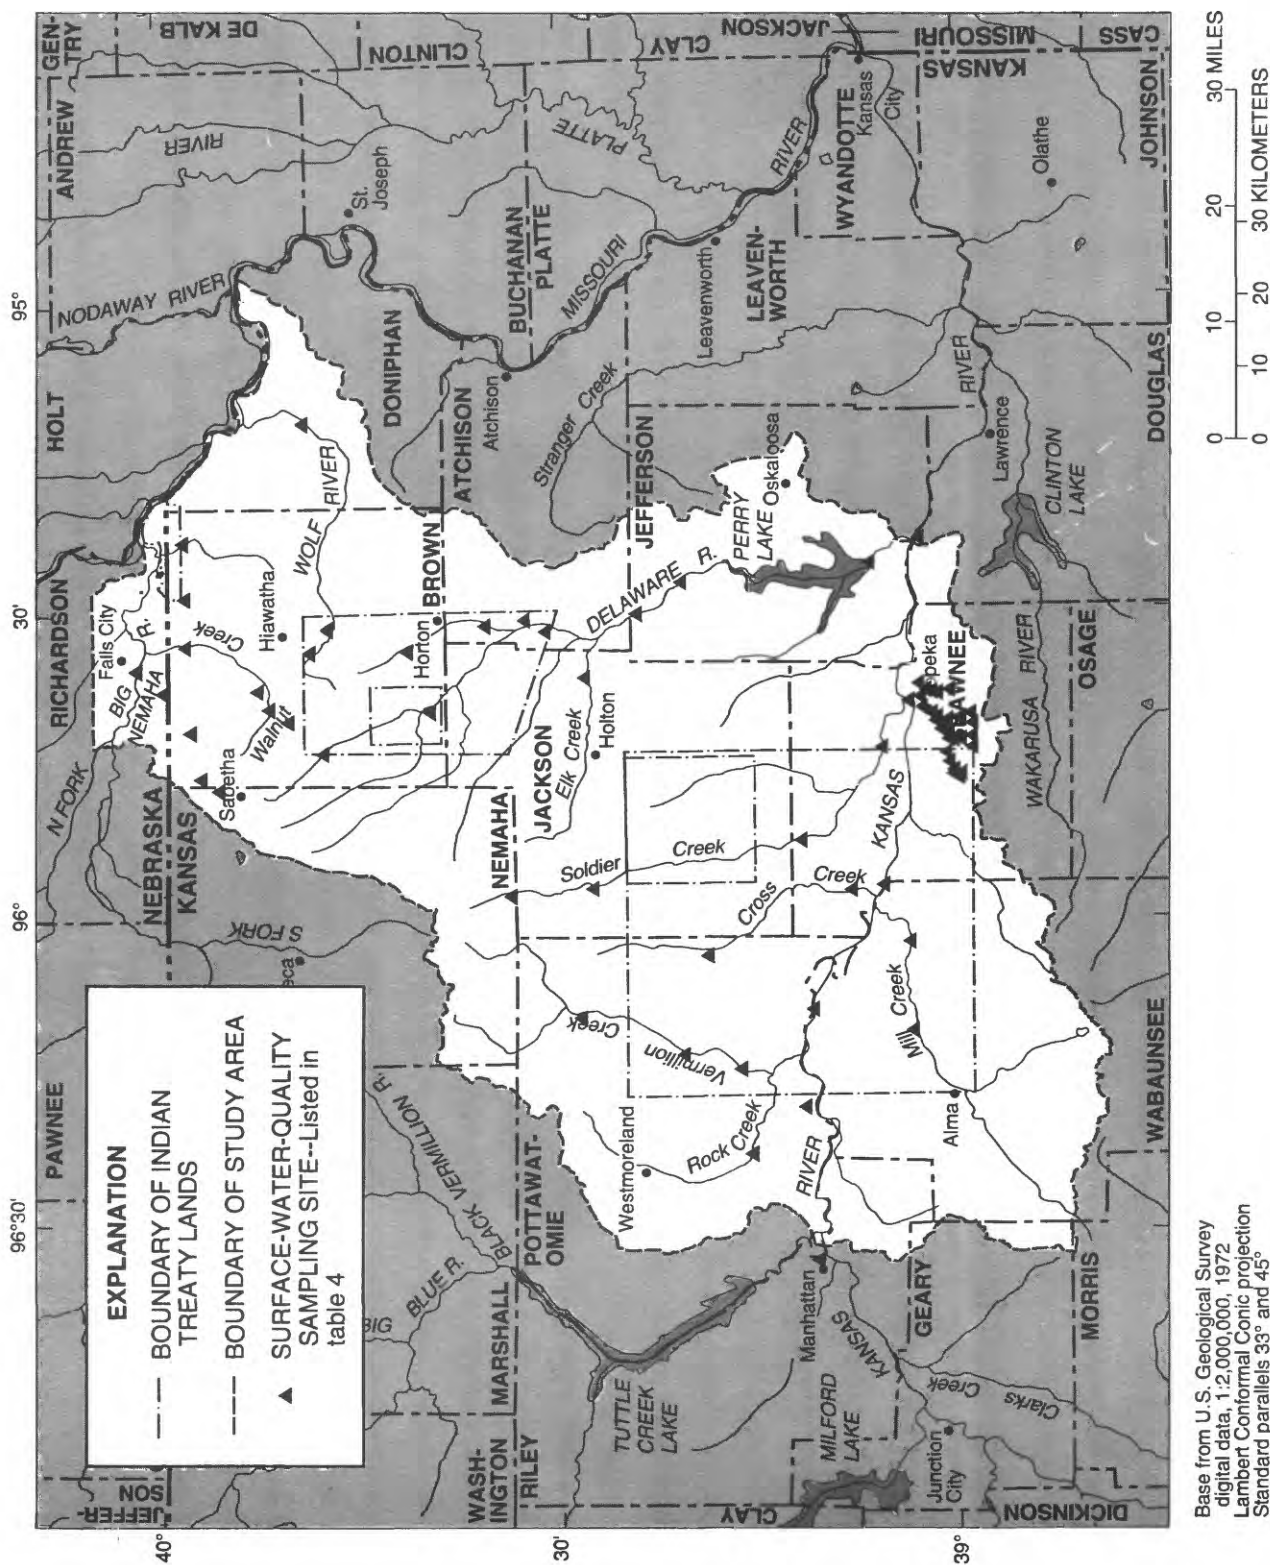 96°30'
96°
95°
30'
40°
30'
39°
EXPLANATION
BOUNDARY OF INDIAN
TREATY LANDS
BOUNDARY OF STUDY AREA
SURFACE-WATER-QUALITY
SAMPLING SITE--Listed in
table 4
JEFFER-
SON
PAWNEE
RICHARDSON
HOLT
ANDREW
GEN-
TRY
DE KALB
NODAWAY RIVER
RIVER
N FORK
BIG
NEMAHA
R.
Falls City
NEBRASKA
KANSAS
WASH-
INGTON
MARSHALL
BIG
BLUE R.
BLACK VERMILLION R.
S FORK
eca
Sabetha
Walnut
Creek
Hiawatha
WOLF
RIVER
BROWN
Horton
DONIPHAN
St.
Joseph
CLINTON
NEMAHA
ATCHISON
Atchison
BUCHANAN
PLATTE
PLATTE
RILEY
POTTAWAT-
OMIE
TUTTLE
CREEK
LAKE
Westmoreland
Rock Creek
Vermillion
Creek
JACKSON
Elk Creek
Holton
Soldier
Creek
Cross
Creek
DELAWARE R.
JEFFERSON
PERRY
LAKE
Oskaloosa
Stranger Creek
MISSOURI
RIVER
Leavenworth
LEAVEN-
WORTH
CLAY
CLAY
MILFORD
LAKE
Manhattan
KANSAS
RIVER
KANSAS
peka
RIVER
WYANDOTTE
Kansas
City
JACKSON
Junction
City
GEARY
Clarks
Creek
Alma
Mill
Creek
Lawrence
CLINTON
LAKE
WAKARUSA RIVER
Olathe
KANSAS
MISSOURI
DICKINSON
MORRIS
WABAUNSEE
OSAGE
DOUGLAS
JOHNSON
CASS
Base from U.S. Geological Survey
digital data, 1:2,000,000, 1972
Lambert Conformal Conic projection
Standard parallels 33° and 45°
0 10 20 30 MILES
0 10 20 30 KILOMETERS